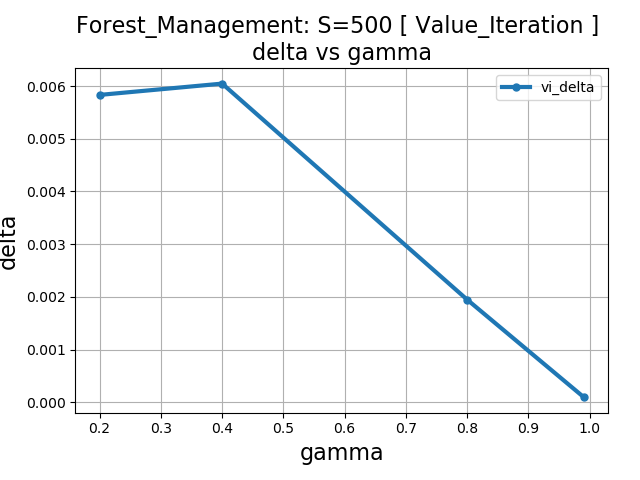 Forest_Management: S=500 [ Value_Iteration ]
delta vs gamma
vi_delta
0.006
0.005
0.004
0.003
0.002
0.001
0.000
delta
0.2 0.3 0.4 0.5 0.6 0.7 0.8 0.9 1.0
gamma